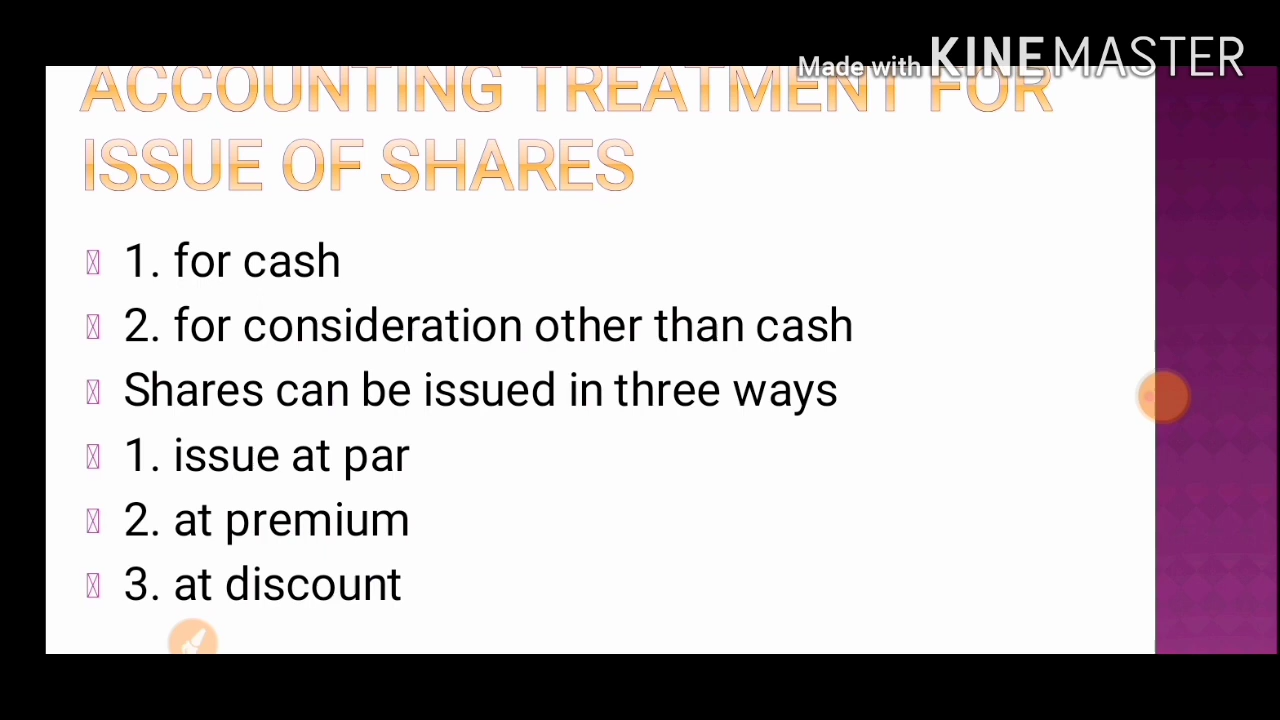 Made with KINEMASTER
ACCOUNTING TREATMENT FOR
ISSUE OF SHARES
1. for cash
2. for consideration other than cash
Shares can be issued in three ways
1. issue at par
2. at premium
3. at discount